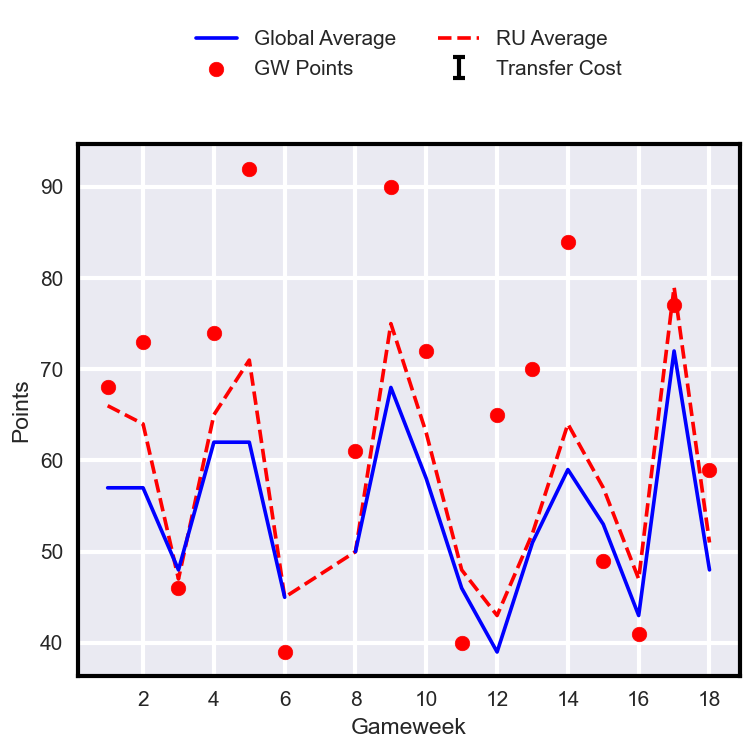 Global Average
RU Average
GW Points
Transfer Cost
90
80
70
60
50
40
Points
2 4 6 8 10 12 14 16 18
Gameweek